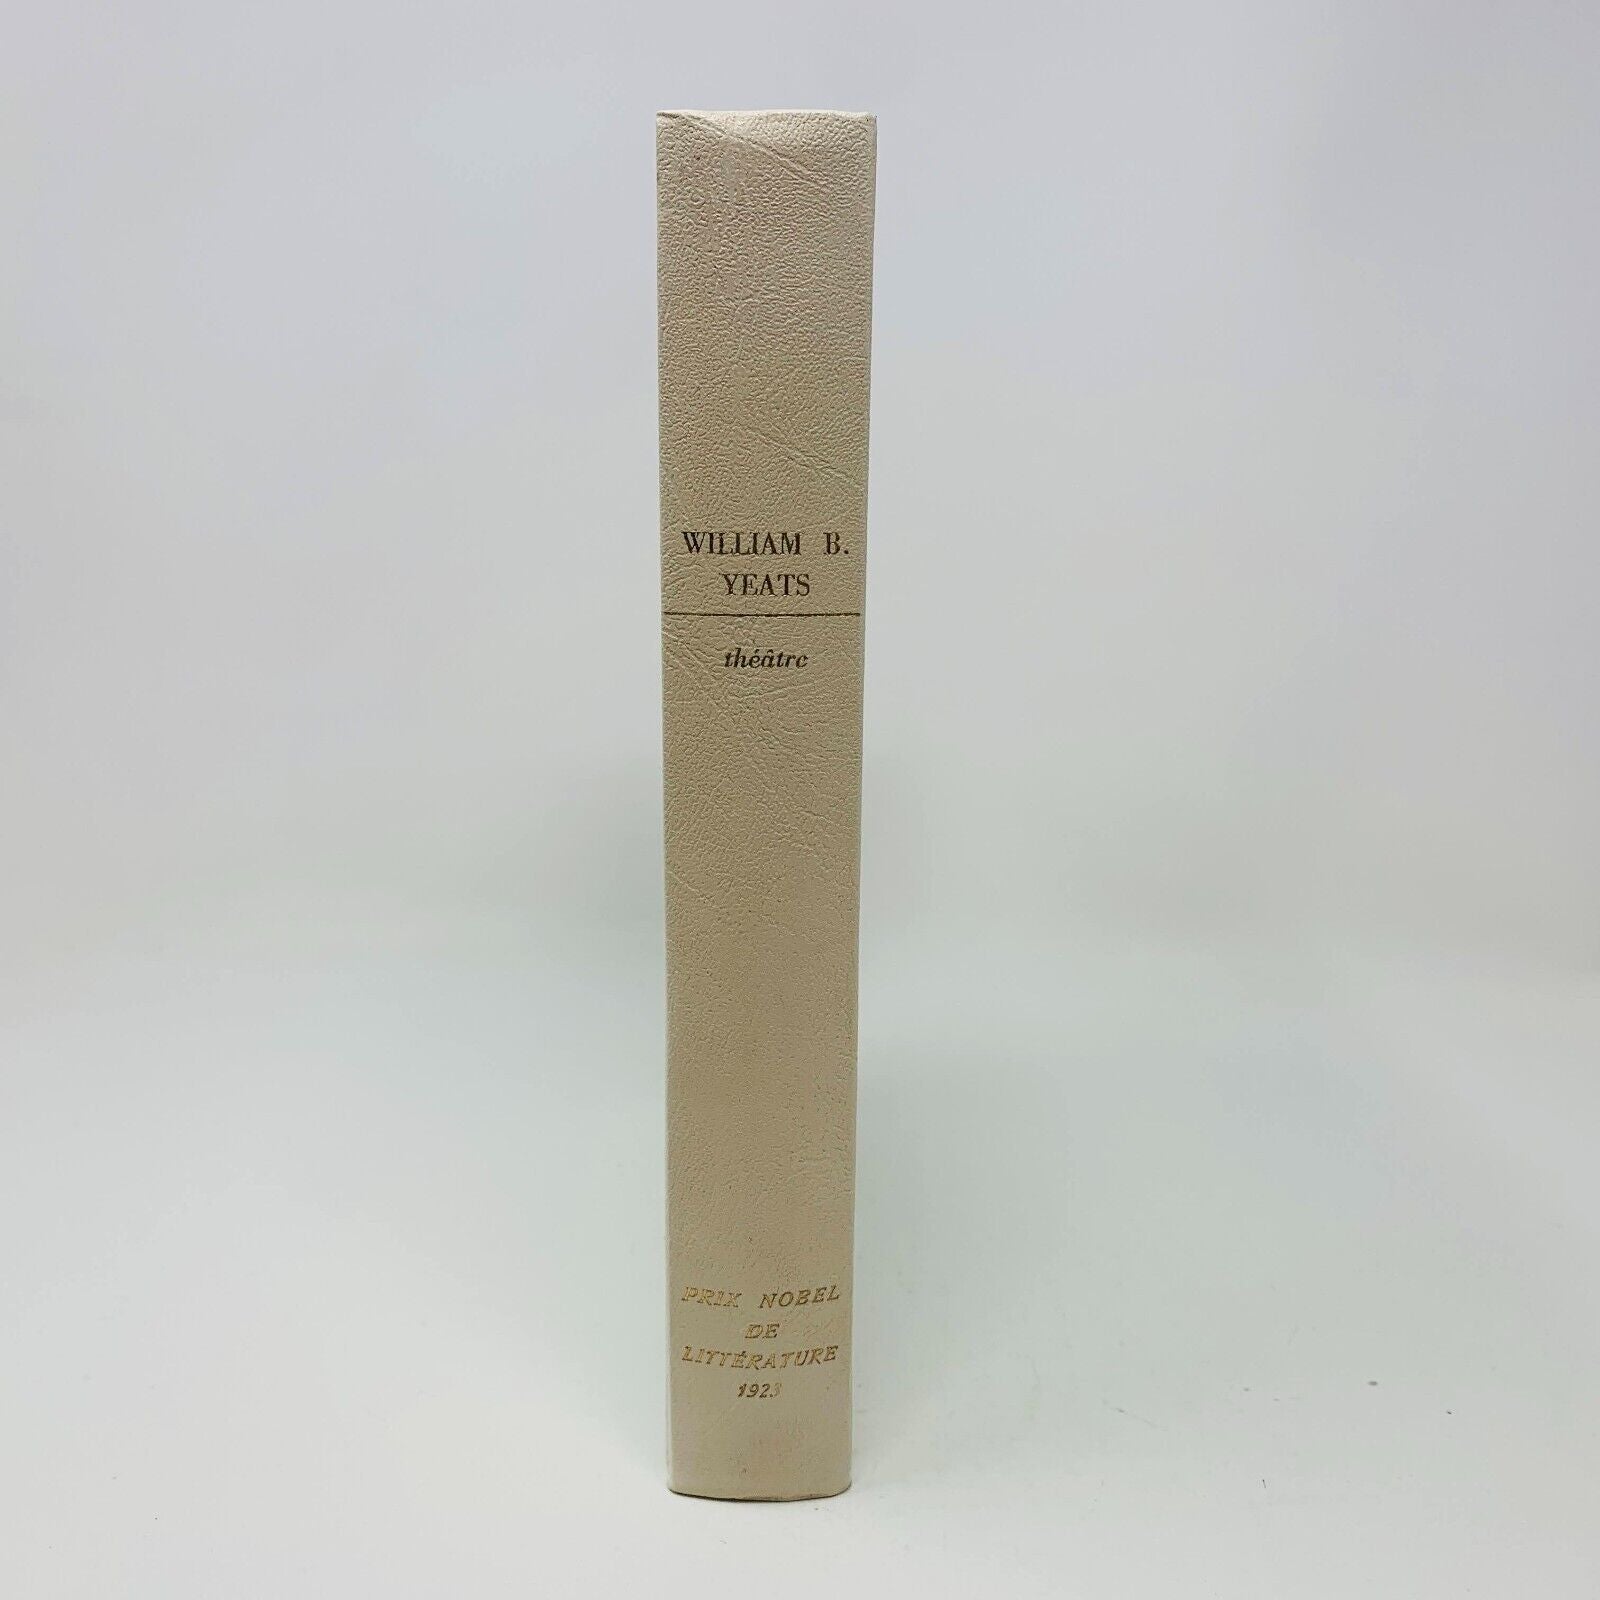 WILLIAM B.
YEATS
théâtre
PRIX NOBEL
DE
LITTÉRATURE
1923